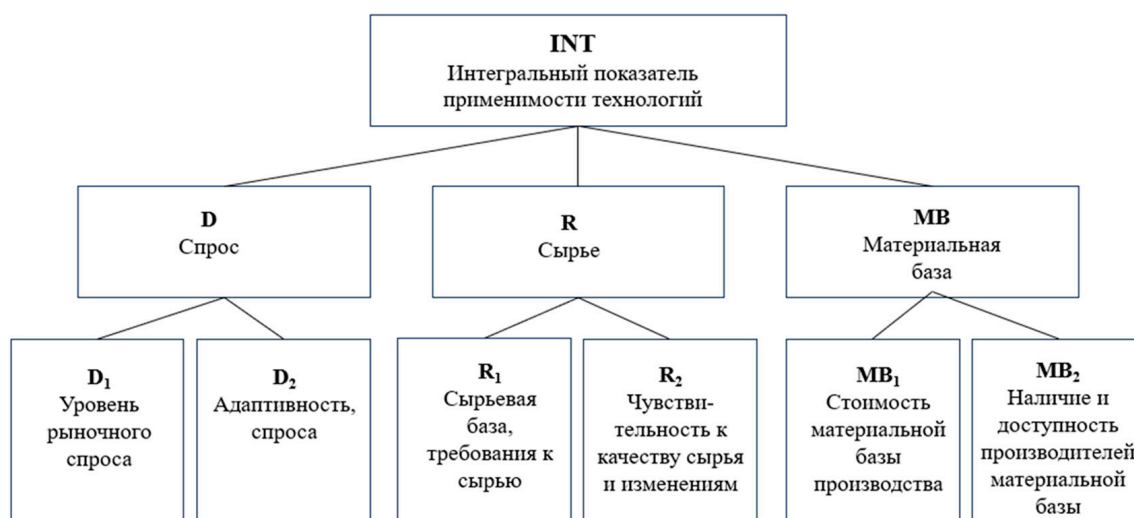 INT
Интегральный показатель
применимости технологий
D
Спрос
R
Сырье
MB
Материальная
база
D₁
Уровень
рыночного
спроса
D₂
Адаптивность,
спроса
R₁
Сырьевая
база,
требования к
сырью
R₂
Чувстви-
тельность к
качеству сырья
и изменениям
MB₁
Стоимость
материальной
базы
производства
MB₂
Наличие и
доступность
производителей
материальной
базы